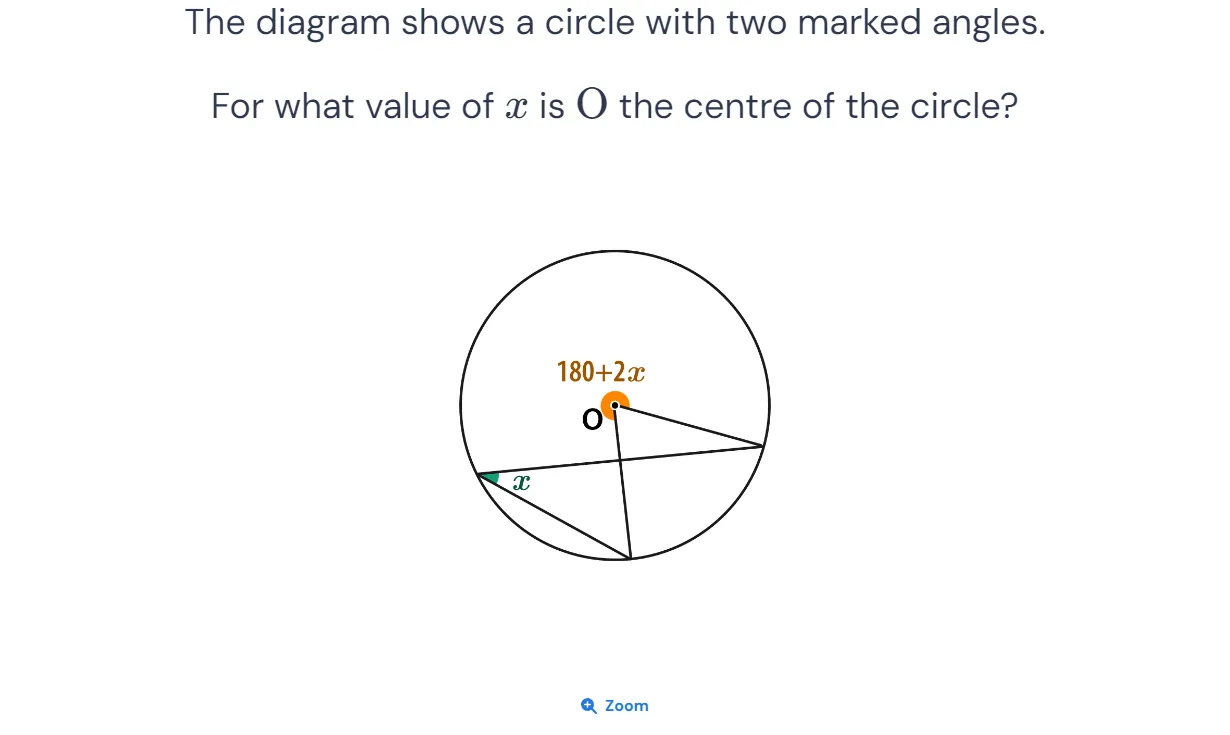 The diagram shows a circle with two marked angles.
For what value of x is O the centre of the circle?
180+2x
O
x
Zoom